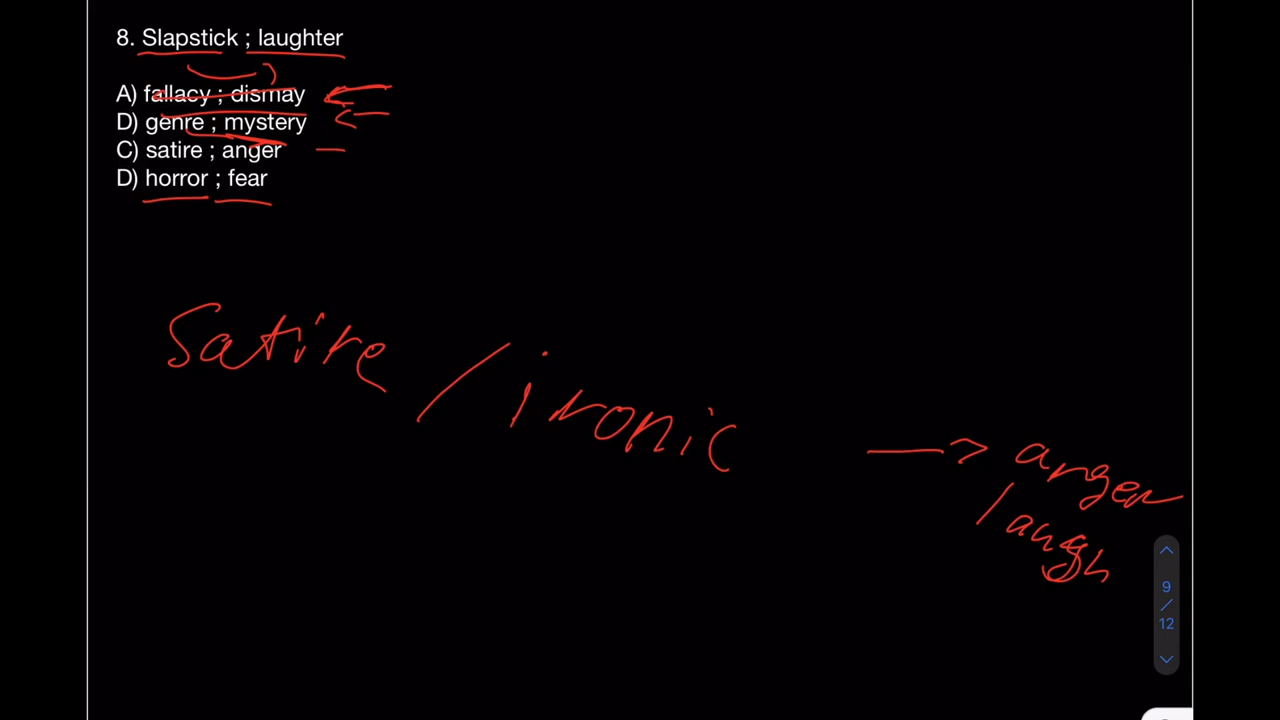 8. Slapstick ; laughter
A) fallacy ; dismay
D) genre ; mystery
C) satire ; anger
D) horror ; fear
Satire / ironic
→ anger
/ laugh
9
/
12